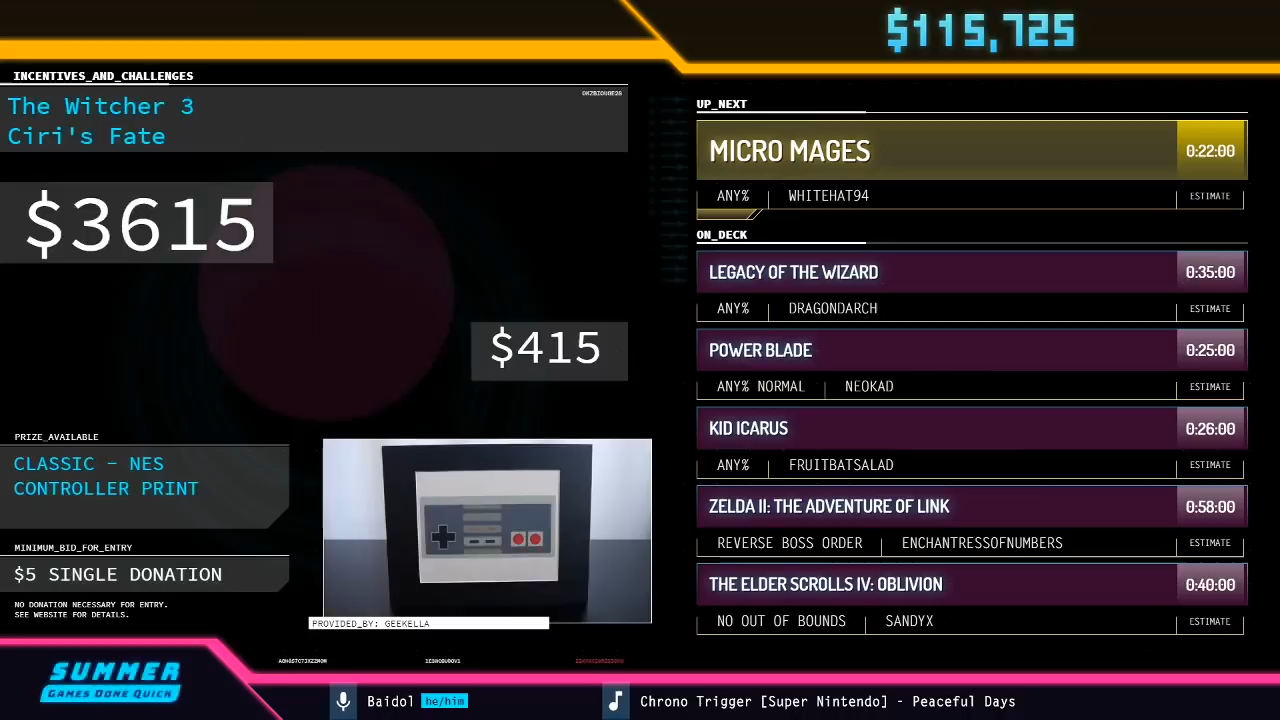 $115,725
INCENTIVES_AND_CHALLENGES
The Witcher 3
Ciri's Fate
$3615
$415
PRIZE_AVAILABLE
CLASSIC - NES
CONTROLLER PRINT
MINIMUM_BID_FOR_ENTRY
$5 SINGLE DONATION
NO DONATION NECESSARY FOR ENTRY.
SEE WEBSITE FOR DETAILS.
PROVIDED_BY: GEEKELLA
UP_NEXT
MICRO MAGES 0:22:00
ANY% WHITEHAT94 ESTIMATE
ON_DECK
LEGACY OF THE WIZARD 0:35:00
ANY% DRAGONDARCH ESTIMATE
POWER BLADE 0:25:00
ANY% NORMAL NEOKAD ESTIMATE
KID ICARUS 0:26:00
ANY% FRUITBATSALAD ESTIMATE
ZELDA II: THE ADVENTURE OF LINK 0:58:00
REVERSE BOSS ORDER ENCHANTRESSOFNUMBERS ESTIMATE
THE ELDER SCROLLS IV: OBLIVION 0:40:00
NO OUT OF BOUNDS SANDYX ESTIMATE
SUMMER
GAMES DONE QUICK
Baidol he/him
Chrono Trigger [Super Nintendo] - Peaceful Days